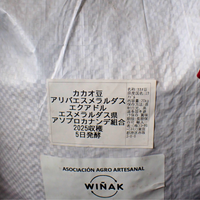 カカオ豆
アリバエスメラルダス
エクアドル
エスメラルダス県
アソプロカナンデ組合
2025収穫
5日発酵
ASOCIACIÓN AGRO ARTESANAL
WIÑAK